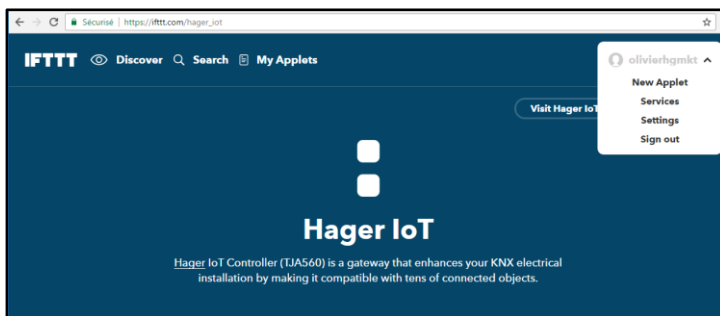 Sécurisé | https://ifttt.com/hager_iot
IFTTT Discover Search My Applets
olivierhgmkt
New Applet
Services
Settings
Sign out
Visit Hager IoT
Hager IoT
Hager IoT Controller (TJA560) is a gateway that enhances your KNX electrical
installation by making it compatible with tens of connected objects.